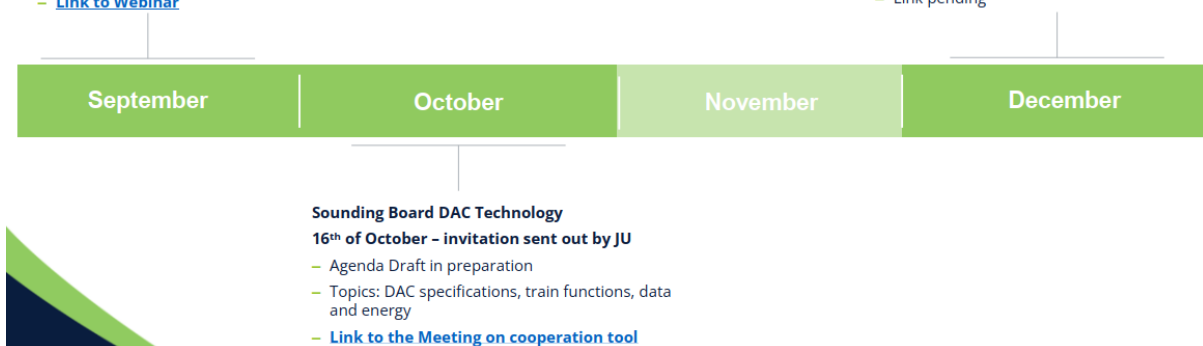 – Link to Webinar
– Link pending
September
October
November
December
Sounding Board DAC Technology
16th of October – invitation sent out by JU
– Agenda Draft in preparation
– Topics: DAC specifications, train functions, data
and energy
– Link to the Meeting on cooperation tool